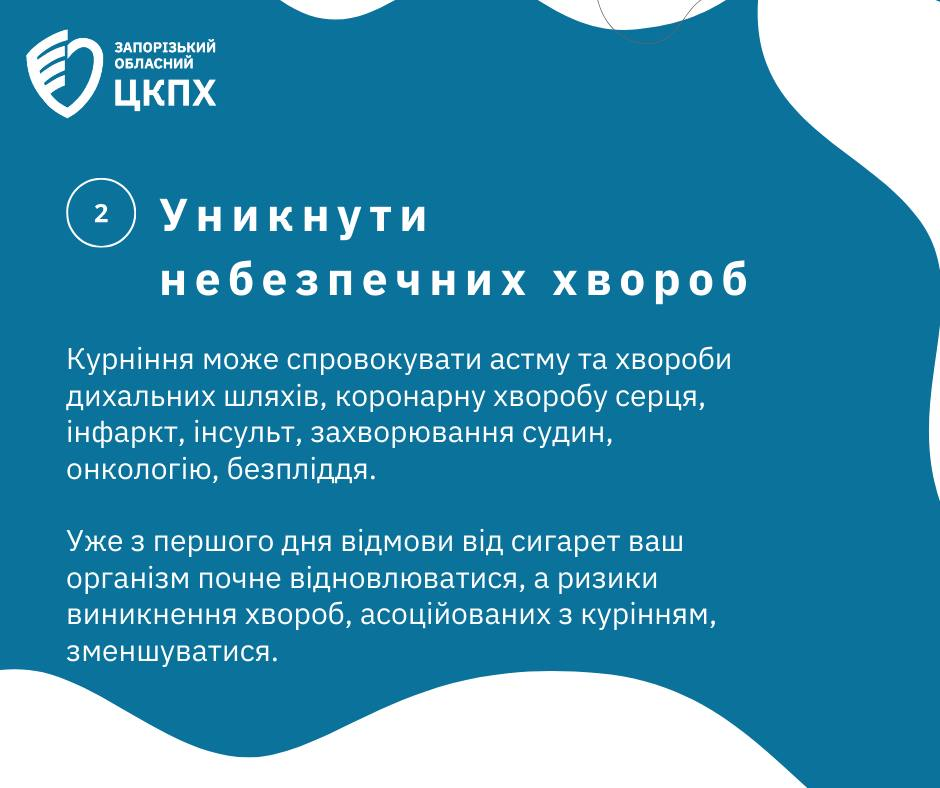 ЗАПОРІЗЬКИЙ
ОБЛАСНИЙ
ЦКПХ
2
Уникнути
небезпечних хвороб
Курніння може спровокувати астму та хвороби
дихальних шляхів, коронарну хворобу серця,
інфаркт, інсульт, захворювання судин,
онкологію, безпліддя.
Уже з першого дня відмови від сигарет ваш
організм почне відновлюватися, а ризики
виникнення хвороб, асоційованих з курінням,
зменшуватися.